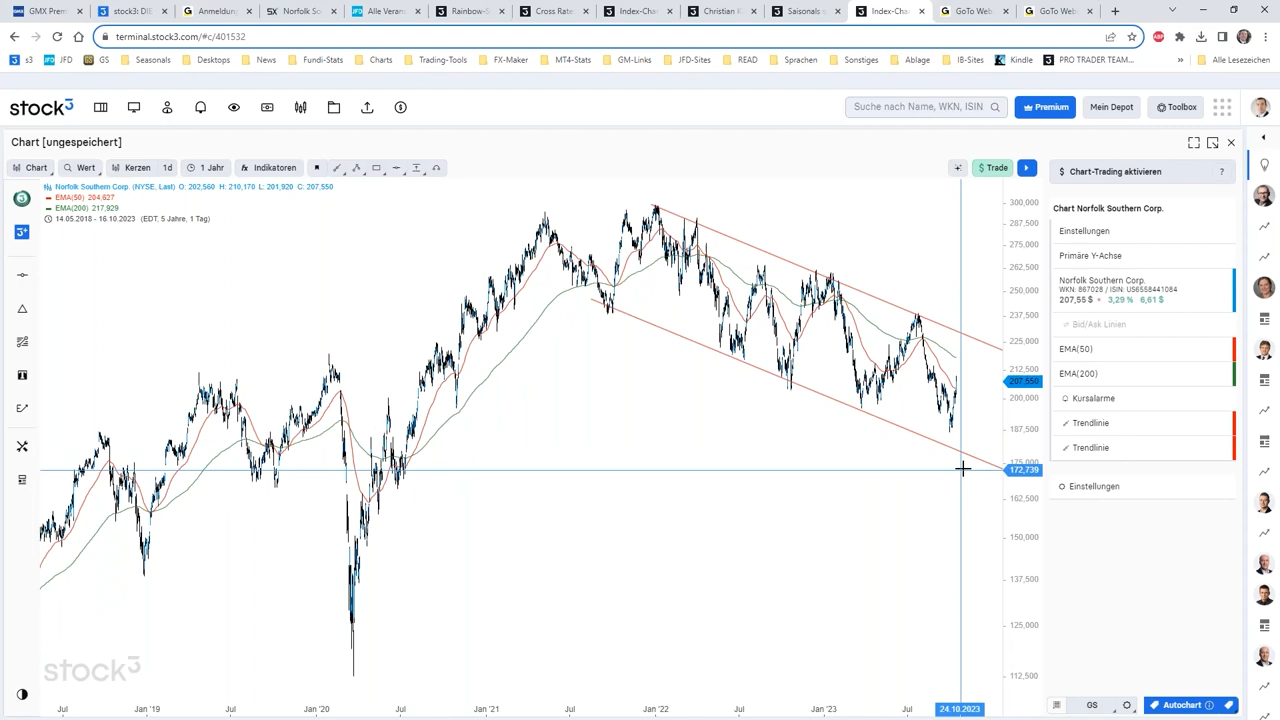 GMX Prem
stock3: DIE
Anmeldung
Norfolk So
Alle Veran
Rainbow-S
Cross Rate
Index-Cha
Christian K
Saisonals s
Index-Cha
GoTo Web
GoTo Web
terminal.stock3.com/#c/401532
s3
JFD
GS
Seasonals
Desktops
News
Fundi-Stats
Charts
Trading-Tools
FX-Maker
MT4-Stats
GM-Links
JFD-Sites
READ
Sprachen
Sonstiges
Ablage
IB-Sites
Kindle
PRO TRADER TEAM...
»
Alle Lesezeichen
stock3
Suche nach Name, WKN, ISIN
Premium
Mein Depot
Toolbox
Chart [ungespeichert]
Chart
Wert
Kerzen
1d
1 Jahr
fx Indikatoren
$ Trade
$ Chart-Trading aktivieren
?
Norfolk Southern Corp. (NYSE, Last) O: 202,560 H: 210,170 L: 201,920 C: 207,550
EMA(50) 204,627
EMA(200) 217,929
14.05.2018 - 16.10.2023 (EDT. 5 Jahre, 1 Tag)
300,000
287,500
275,000
262,500
250,000
237,500
225,000
212,500
207,550
200,000
187,500
175,000
172,739
162,500
150,000
137,500
125,000
112,500
Chart Norfolk Southern Corp.
Einstellungen
Primäre Y-Achse
Norfolk Southern Corp.
WKN: 867028 / ISIN: US6558441084
207,55 $ 3,29 % 6,61 $
Bid/Ask Linien
EMA(50)
EMA(200)
Kursalarme
Trendlinie
Trendlinie
Einstellungen
stock3
Jul
Jan '19
Jul
Jan '20
Jul
Jan '21
Jul
Jan '22
Jul
Jan '23
Jul
24.10.2023
GS
Autochart